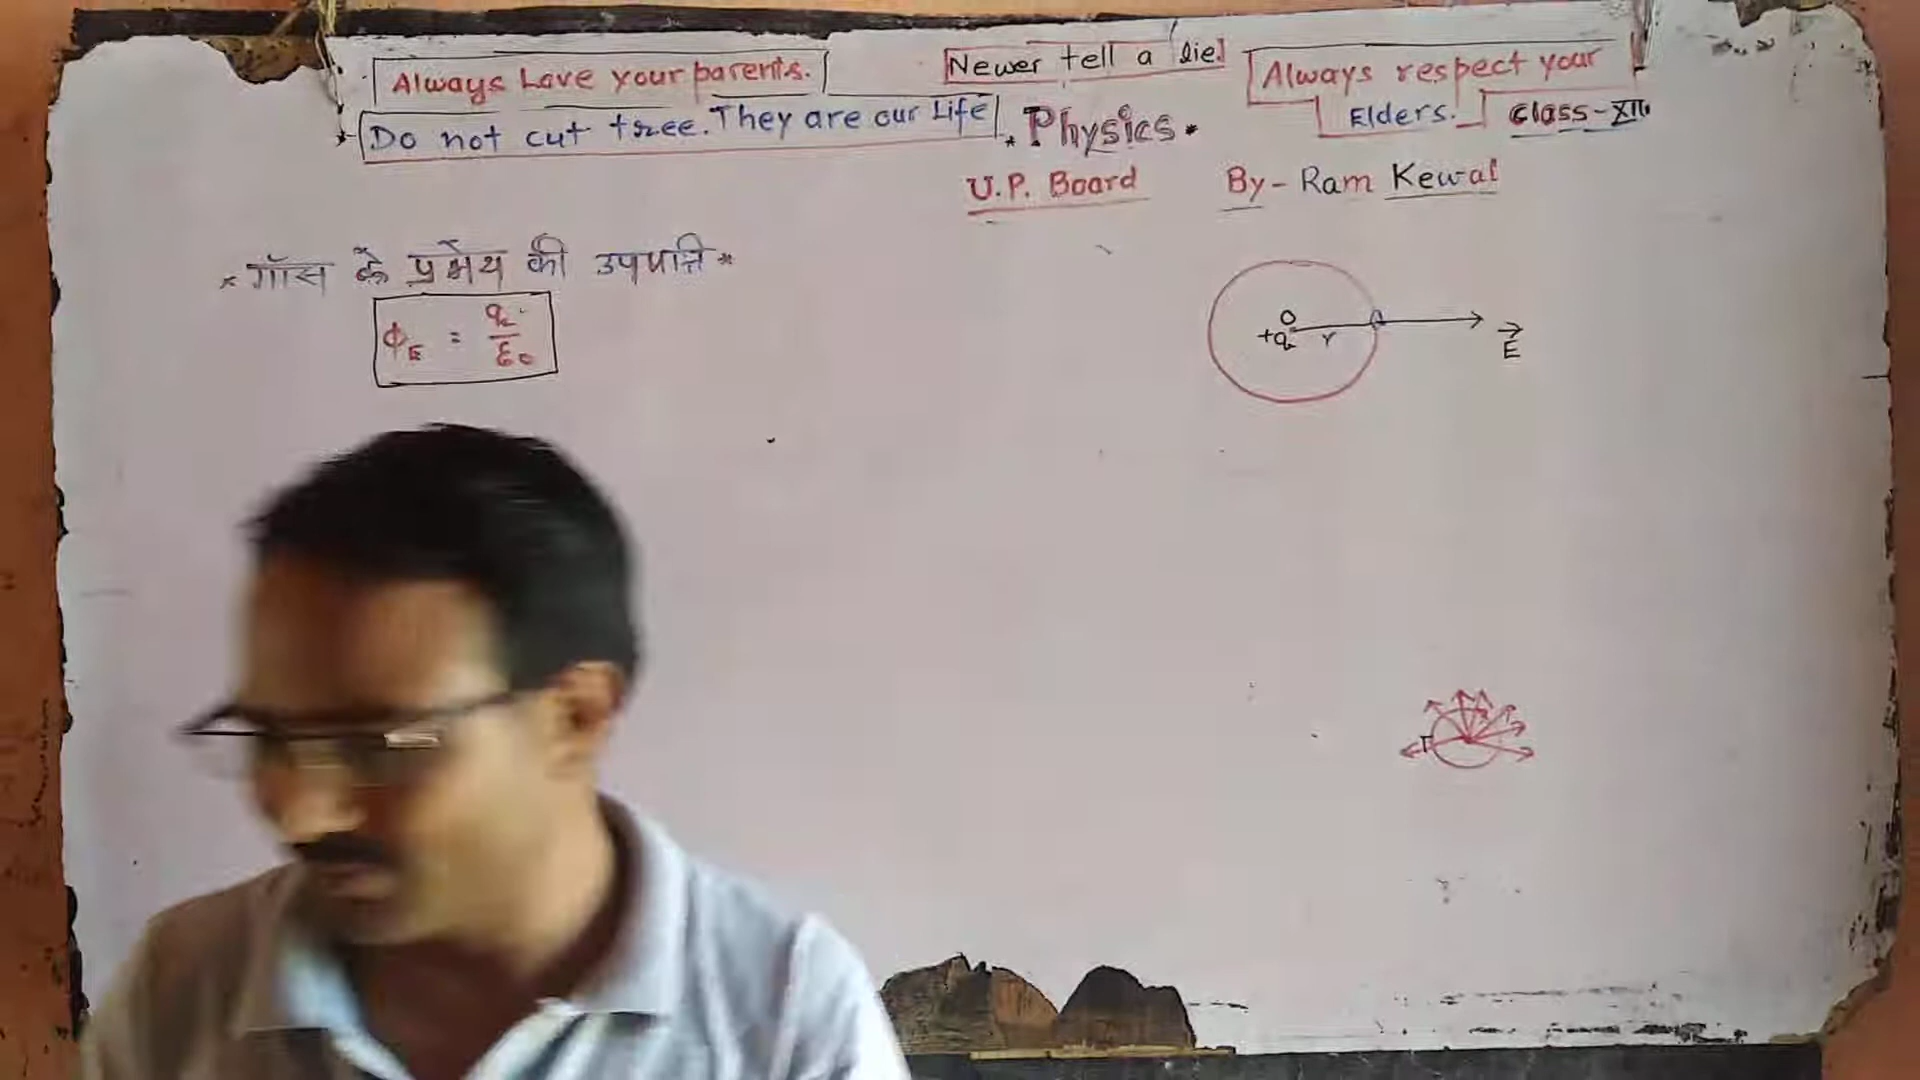 Always Love your parents.
Newer tell a lie!
Always respect your
Elders.
Do not cut tree. They are our Life
Physics
Class-XII
U.P. Board
By - Ram Kewal
* गॉस के प्रमेय की उपपत्ति *
ϕE = q/ε0
O
+q r
E